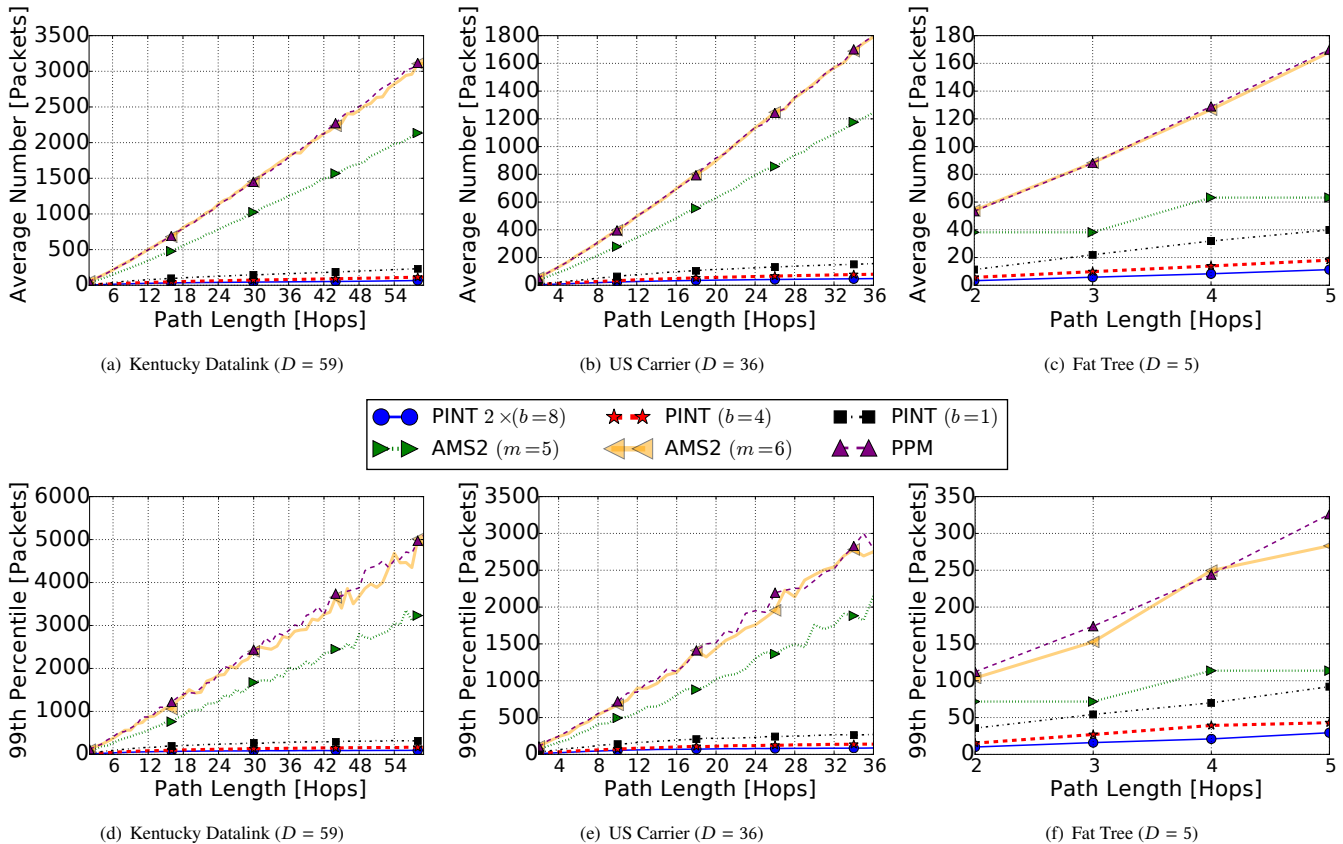 Average Number [Packets]
3500
3000
2500
2000
1500
1000
500
0
6 12 18 24 30 36 42 48 54
Path Length [Hops]
(a) Kentucky Datalink (D = 59)
Average Number [Packets]
1800
1600
1400
1200
1000
800
600
400
200
0
4 8 12 16 20 24 28 32 36
Path Length [Hops]
(b) US Carrier (D = 36)
Average Number [Packets]
180
160
140
120
100
80
60
40
20
0
2 3 4 5
Path Length [Hops]
(c) Fat Tree (D = 5)
PINT 2×(b=8) PINT (b=4) PINT (b=1)
AMS2 (m=5) AMS2 (m=6) PPM
99th Percentile [Packets]
6000
5000
4000
3000
2000
1000
0
6 12 18 24 30 36 42 48 54
Path Length [Hops]
(d) Kentucky Datalink (D = 59)
99th Percentile [Packets]
3500
3000
2500
2000
1500
1000
500
0
4 8 12 16 20 24 28 32 36
Path Length [Hops]
(e) US Carrier (D = 36)
99th Percentile [Packets]
350
300
250
200
150
100
50
0
2 3 4 5
Path Length [Hops]
(f) Fat Tree (D = 5)